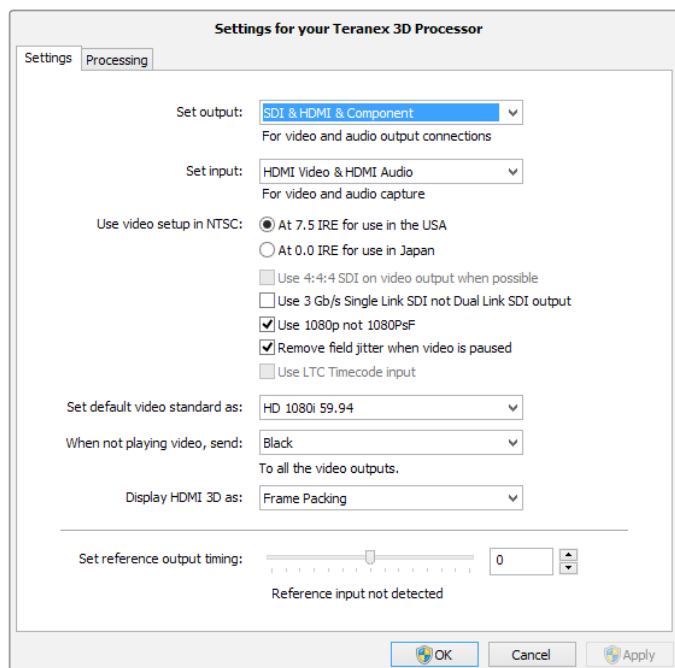 Settings for your Teranex 3D Processor
Settings Processing
Set output: SDI & HDMI & Component
For video and audio output connections
Set input: HDMI Video & HDMI Audio
For video and audio capture
Use video setup in NTSC: At 7.5 IRE for use in the USA
At 0.0 IRE for use in Japan
Use 4:4:4 SDI on video output when possible
Use 3 Gb/s Single Link SDI not Dual Link SDI output
Use 1080p not 1080PsF
Remove field jitter when video is paused
Use LTC Timecode input
Set default video standard as: HD 1080i 59.94
When not playing video, send: Black
To all the video outputs.
Display HDMI 3D as: Frame Packing
Set reference output timing: 0
Reference input not detected
OK Cancel Apply